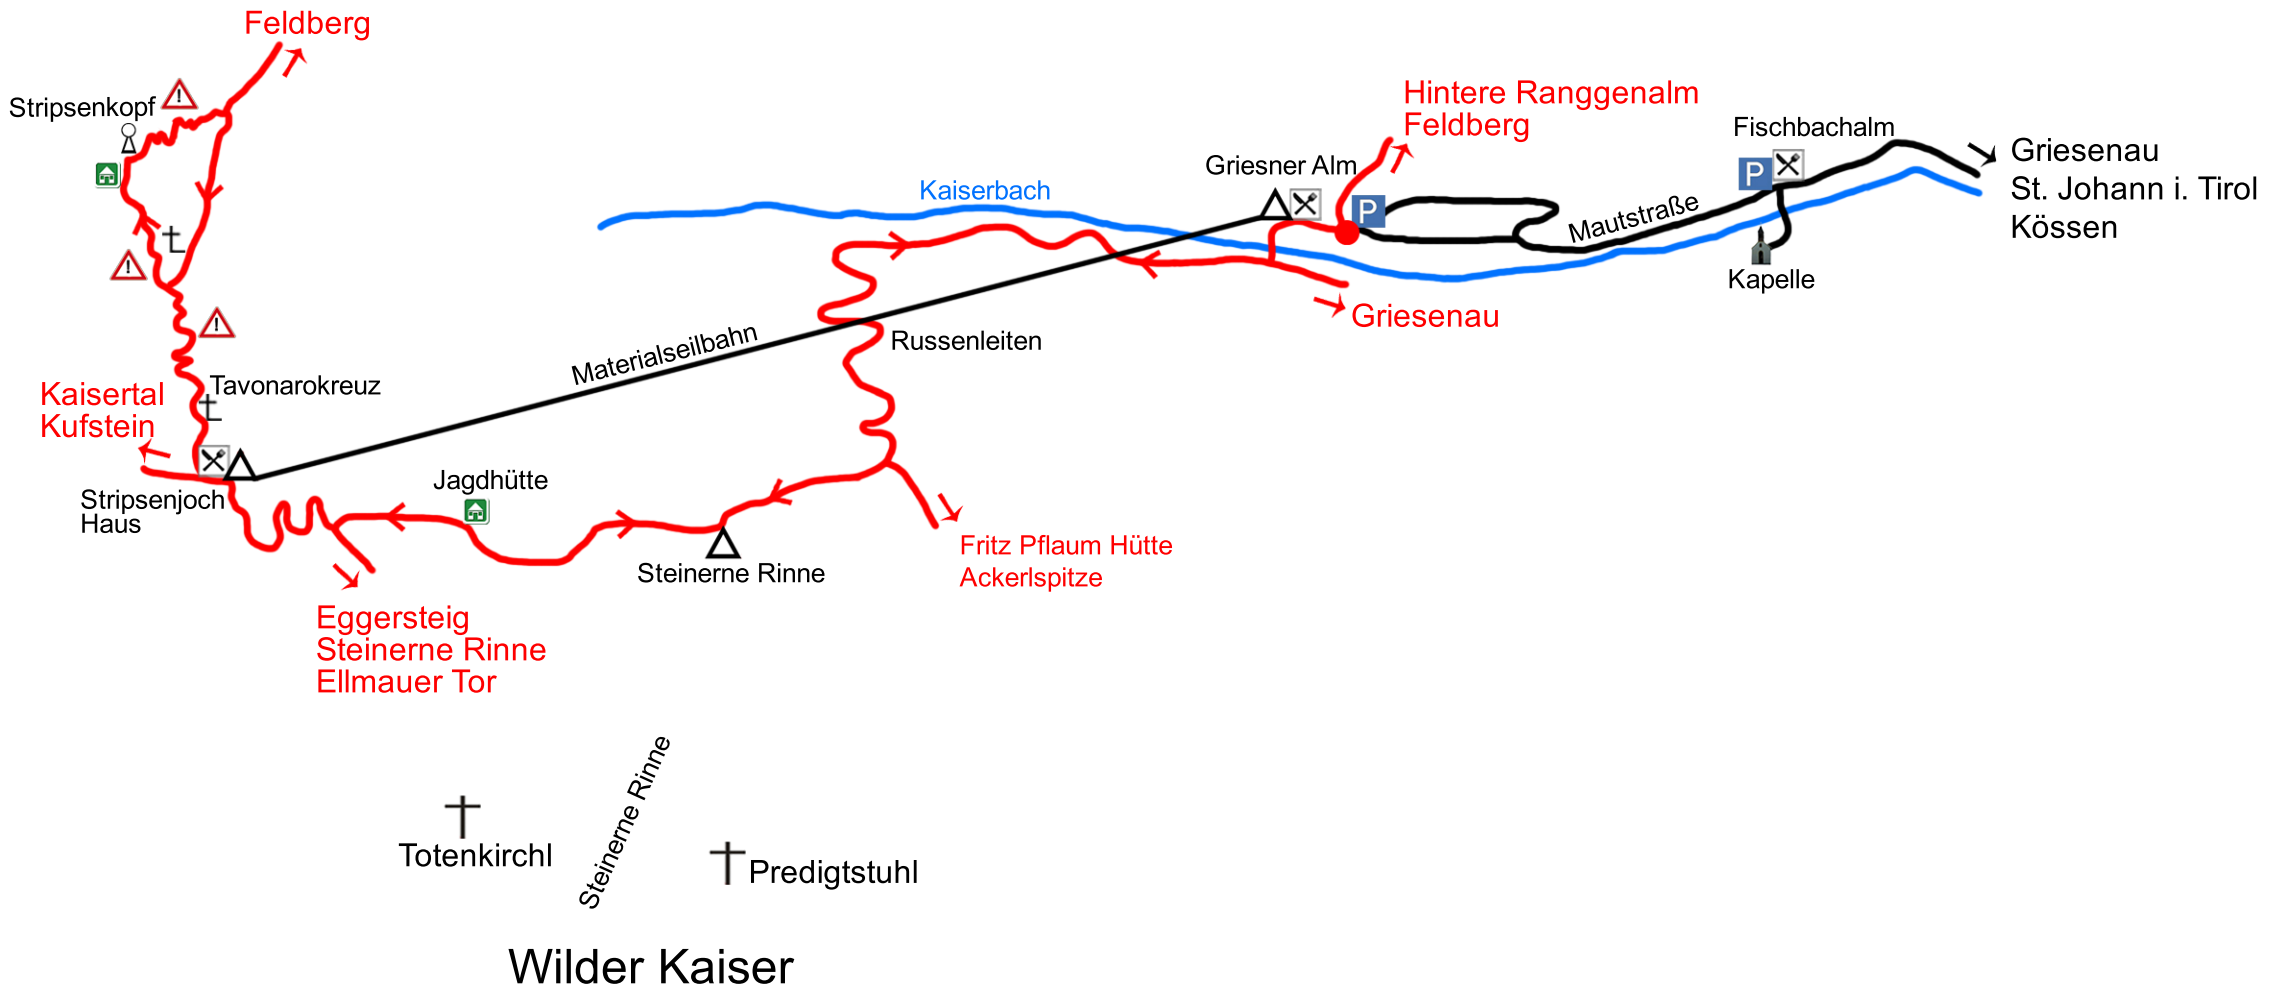 Feldberg
Stripsenkopf
Hintere Ranggenalm
Feldberg
Fischbachalm
P
Griesenau
St. Johann i. Tirol
Kössen
Griesner Alm
P
Kaiserbach
Mautstraße
Kapelle
Griesenau
Russenleiten
Materialseilbahn
Tavonarokreuz
Kaisertal
Kufstein
Stripsenjoch
Haus
Jagdhütte
Steinerne Rinne
Fritz Pflaum Hütte
Ackerlspitze
Eggersteig
Steinerne Rinne
Ellmauer Tor
Steinerne Rinne
Totenkirchl
Predigtstuhl
Wilder Kaiser